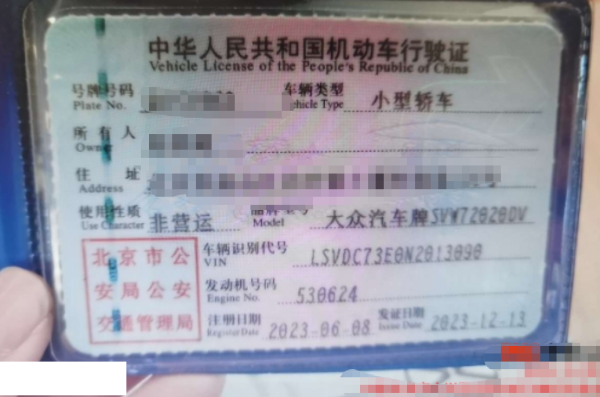 中华人民共和国机动车行驶证
Vehicle License of the People's Republic of China
号牌号码 车辆类型 小型轿车
Plate No. Vehicle Type
所有人
Owner
住址
Address
使用性质 非营运 品牌型号 大众汽车牌SVW72020DV
Use Character Model
北京市公安局公安交通管理局
车辆识别代号 LSVDC73E0N2013090
VIN
发动机号码 530624
Engine No.
注册日期 2023-06-08 发证日期 2023-12-13
Register Date Issue Date